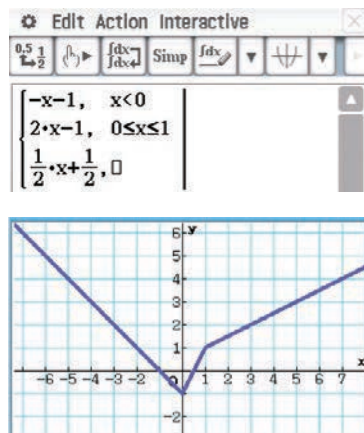 Edit Action Interactive
0.5 1/2 Simp ∫dx
{ -x-1, x<0
2·x-1, 0≤x≤1
1/2·x+1/2, □
y
6
5
4
3
2
1
x
-6 -5 -4 -3 -2 0 1 2 3 4 5 6 7
-2